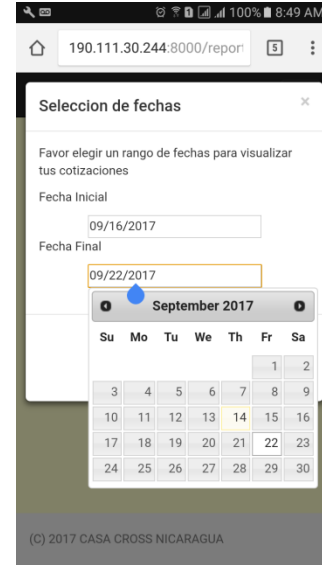 100% 8:49 AM
190.111.30.244:8000/report
5
Seleccion de fechas
×
Favor elegir un rango de fechas para visualizar
tus cotizaciones
Fecha Inicial
09/16/2017
Fecha Final
09/22/2017
September 2017
Su Mo Tu We Th Fr Sa
1 2
3 4 5 6 7 8 9
10 11 12 13 14 15 16
17 18 19 20 21 22 23
24 25 26 27 28 29 30
(C) 2017 CASA CROSS NICARAGUA